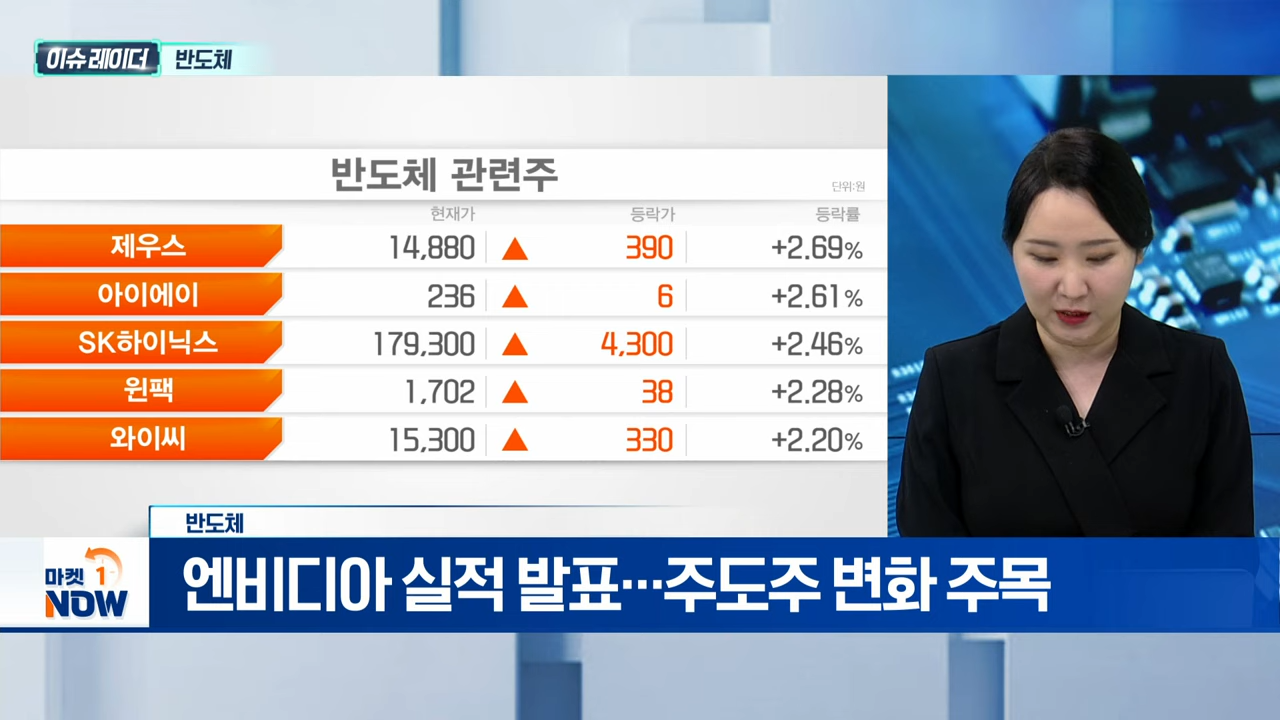 이슈 레이더 반도체
반도체 관련주
단위:원
현재가 등락가 등락률
제우스 14,880 ▲ 390 +2.69%
아이에이 236 ▲ 6 +2.61%
SK하이닉스 179,300 ▲ 4,300 +2.46%
윈팩 1,702 ▲ 38 +2.28%
와이씨 15,300 ▲ 330 +2.20%
반도체
마켓 1
NOW
엔비디아 실적 발표…주도주 변화 주목